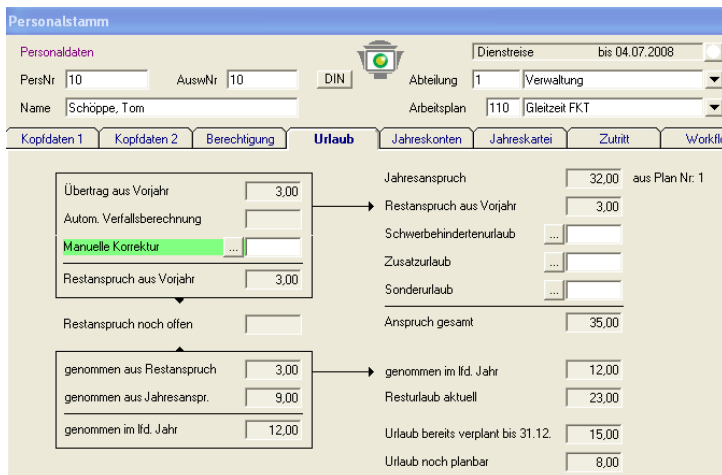 Personalstamm
Personaldaten
Dienstreise bis 04.07.2008
PersNr 10 AuswNr 10 DIN Abteilung 1 Verwaltung
Name Schöppe, Tom Arbeitsplan 110 Gleitzeit FKT
Kopfdaten 1 Kopfdaten 2 Berechtigung Urlaub Jahreskonten Jahreskartei Zutritt Workfl
Übertrag aus Vorjahr 3,00
Autom. Verfallsberechnung
Manuelle Korrektur ...
Restanspruch aus Vorjahr 3,00
Restanspruch noch offen
genommen aus Restanspruch 3,00
genommen aus Jahresanspr. 9,00
genommen im lfd. Jahr 12,00
Jahresanspruch 32,00 aus Plan Nr: 1
Restanspruch aus Vorjahr 3,00
Schwerbehindertenurlaub ...
Zusatzurlaub ...
Sonderurlaub ...
Anspruch gesamt 35,00
genommen im lfd. Jahr 12,00
Resturlaub aktuell 23,00
Urlaub bereits verplant bis 31.12. 15,00
Urlaub noch planbar 8,00